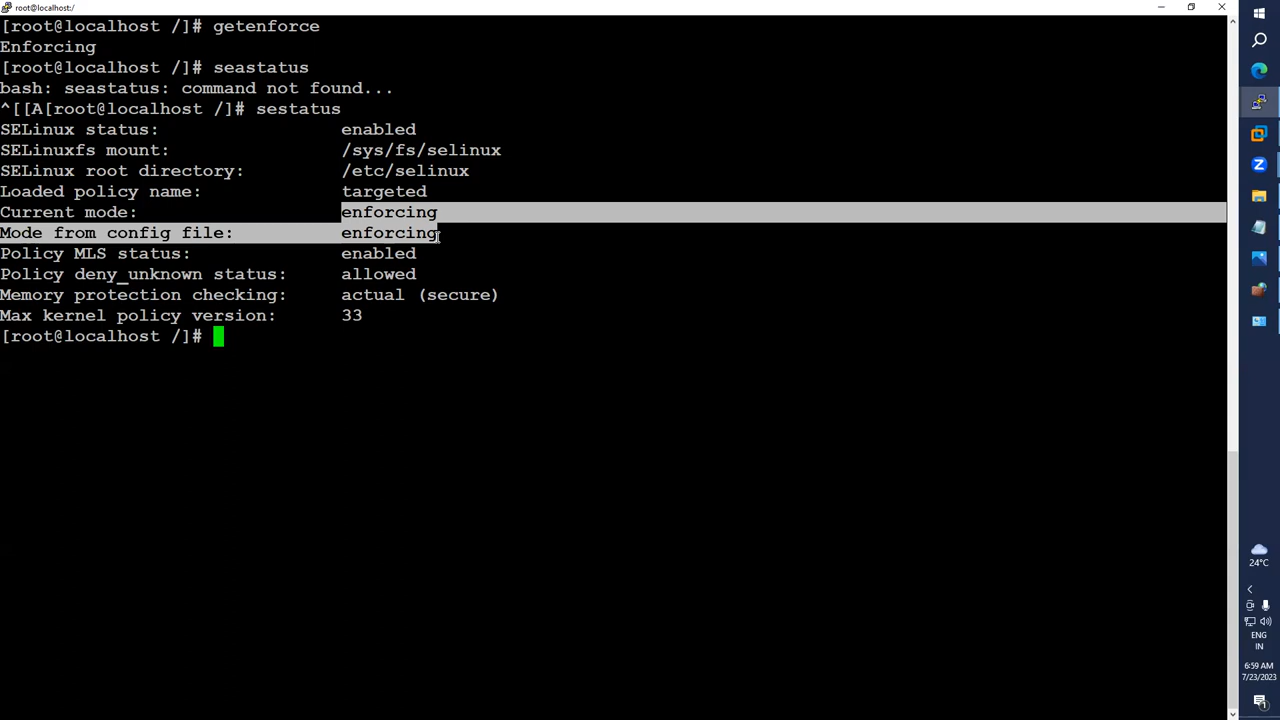 root@localhost:/
[root@localhost /]# getenforce
Enforcing
[root@localhost /]# seastatus
bash: seastatus: command not found...
^[[A[root@localhost /]# sestatus
SELinux status:                 enabled
SELinuxfs mount:                /sys/fs/selinux
SELinux root directory:         /etc/selinux
Loaded policy name:             targeted
Current mode:                   enforcing
Mode from config file:          enforcing
Policy MLS status:              enabled
Policy deny_unknown status:     allowed
Memory protection checking:     actual (secure)
Max kernel policy version:      33
[root@localhost /]#
Z
24°C
ENG
IN
6:59 AM
7/23/2023
1